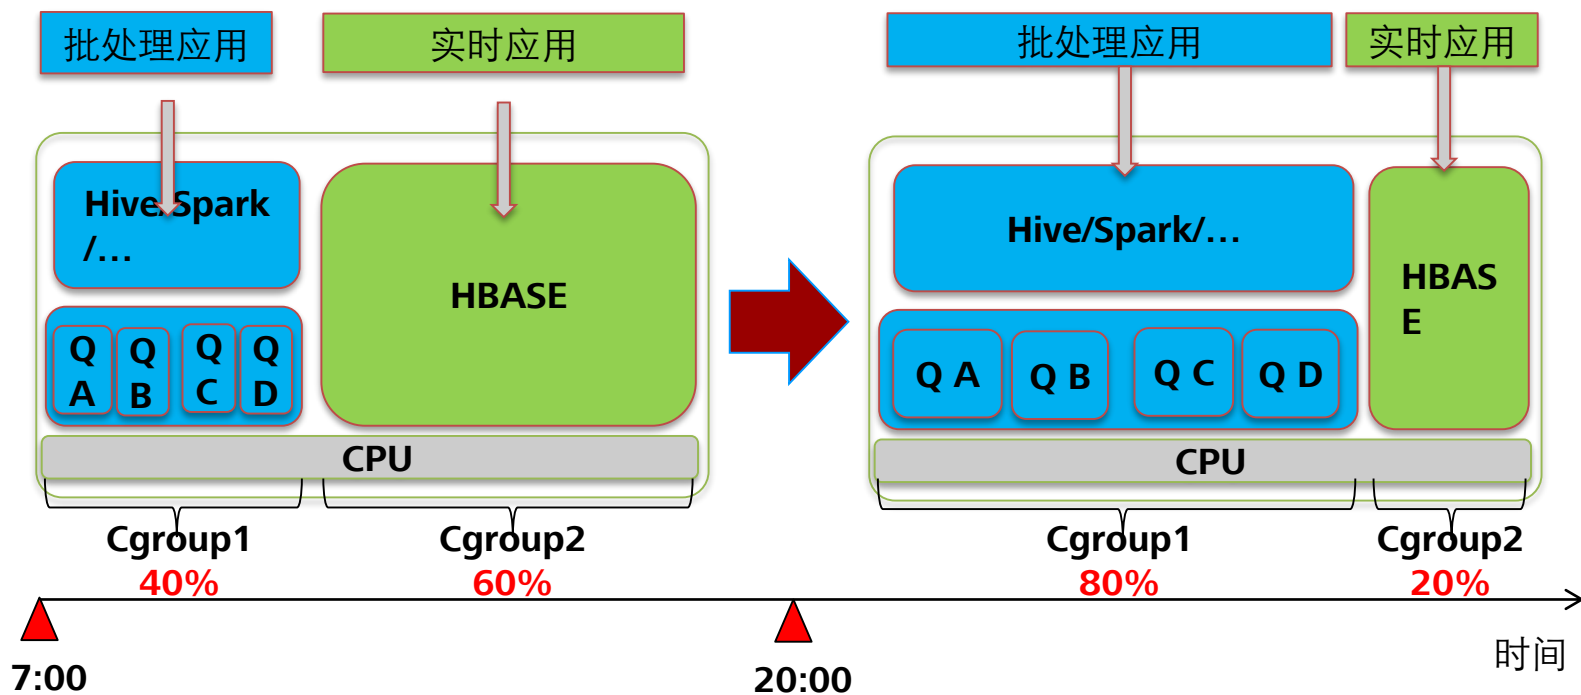 批处理应用
实时应用
Hive/Spark
/…
HBASE
Q
A
Q
B
Q
C
Q
D
CPU
Cgroup1
40%
Cgroup2
60%
批处理应用
实时应用
Hive/Spark/…
HBAS
E
Q A
Q B
Q C
Q D
CPU
Cgroup1
80%
Cgroup2
20%
7:00
20:00
时间